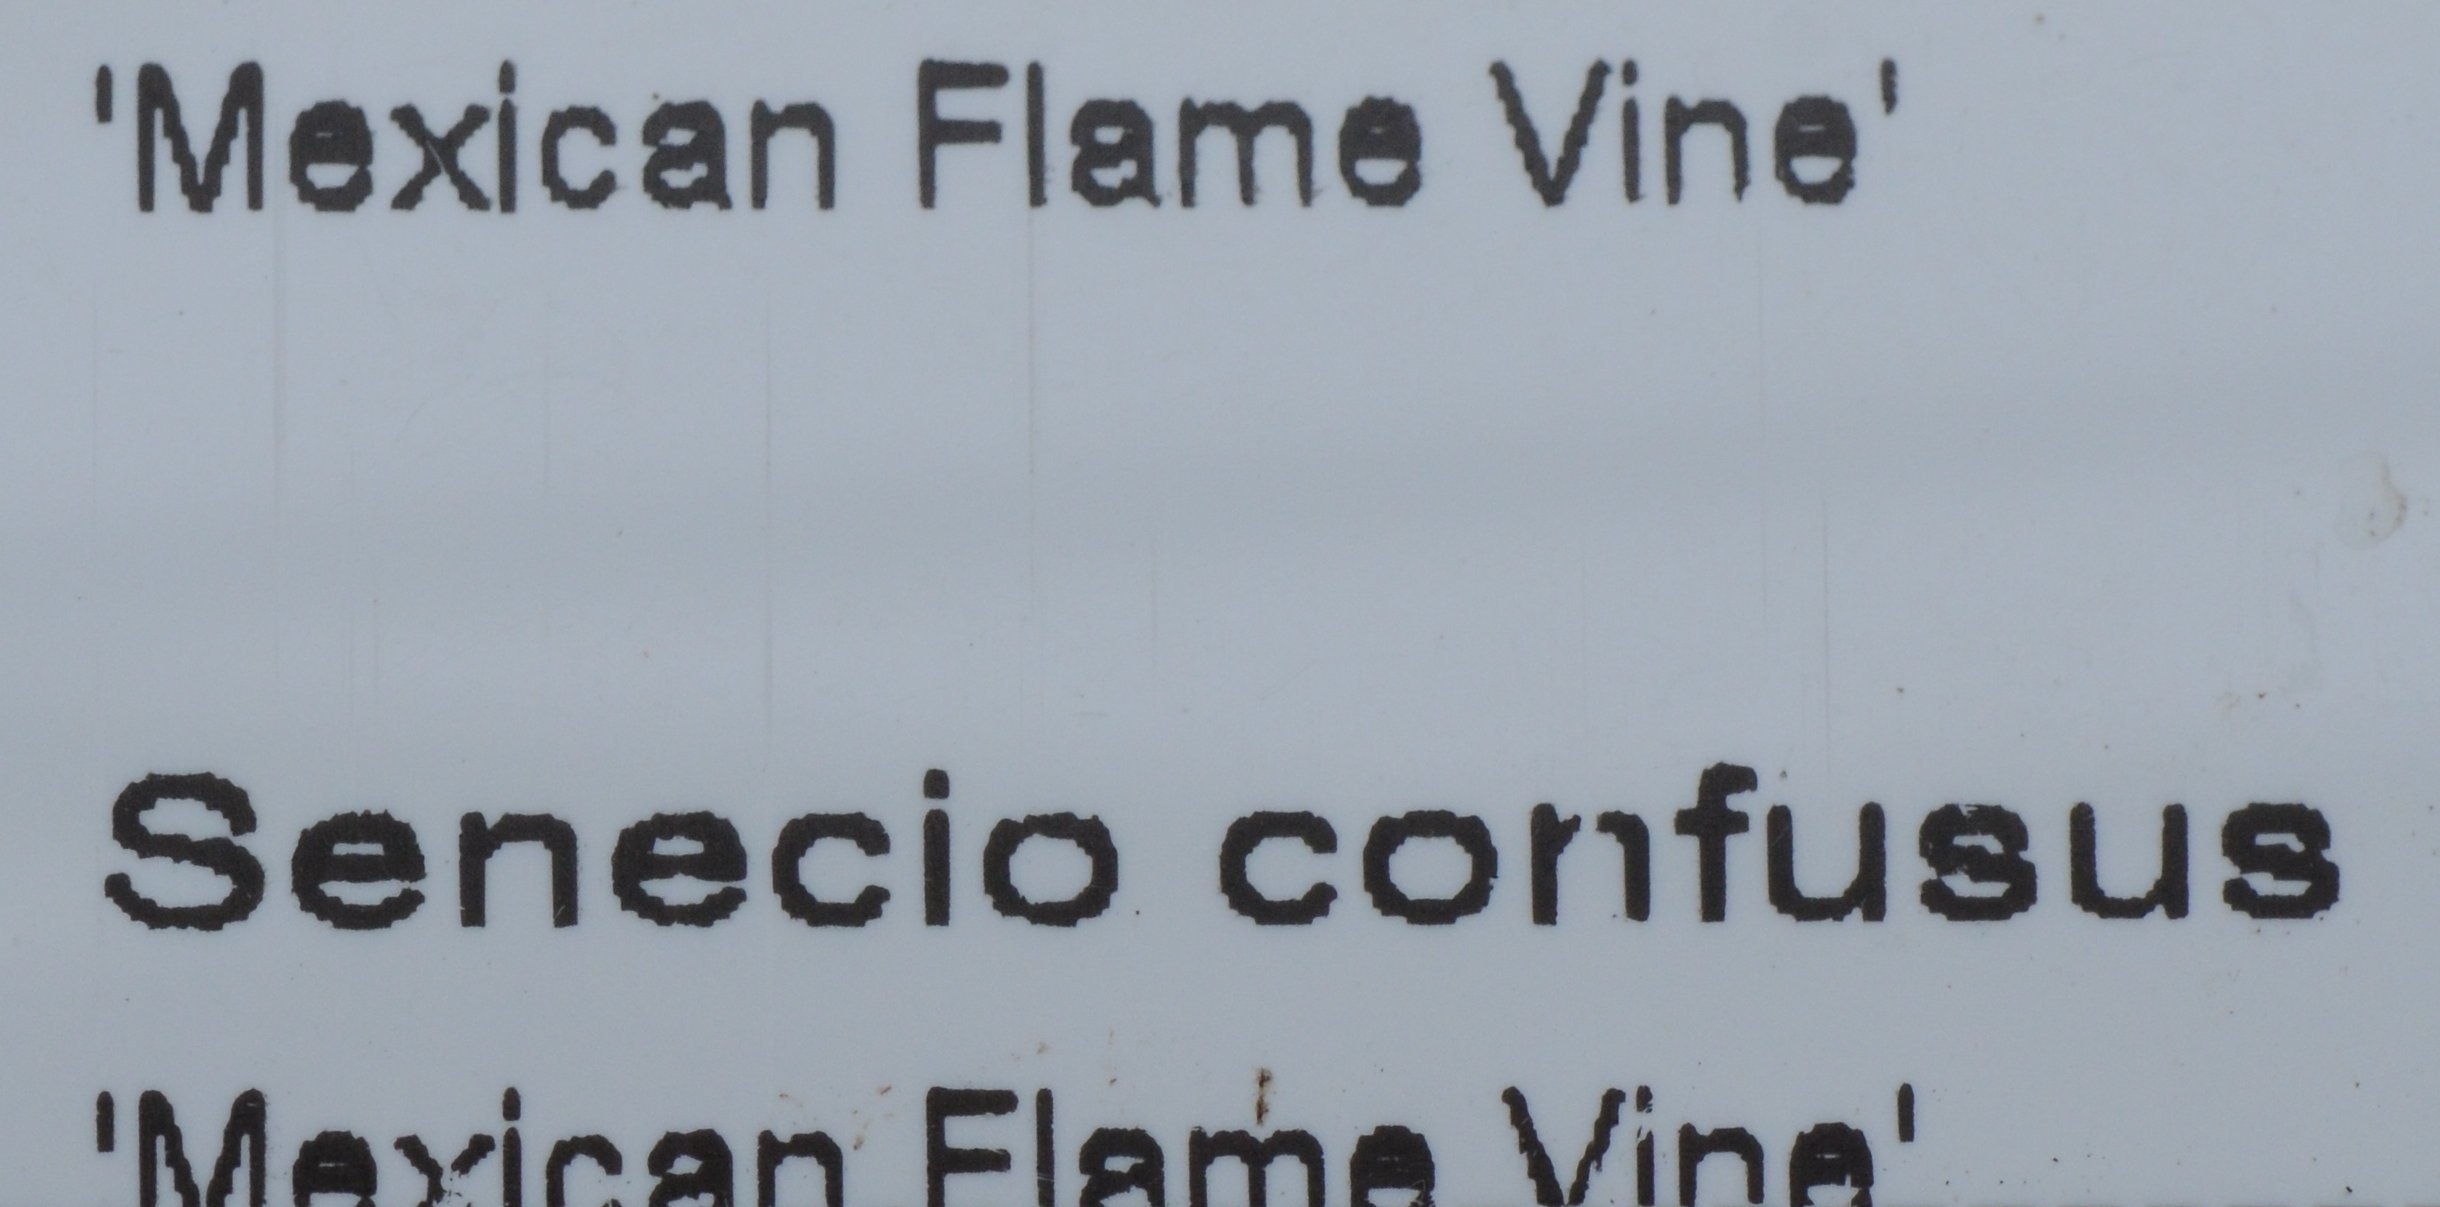 'Mexican Flame Vine'
Senecio confusus
'Mexican Flame Vine'